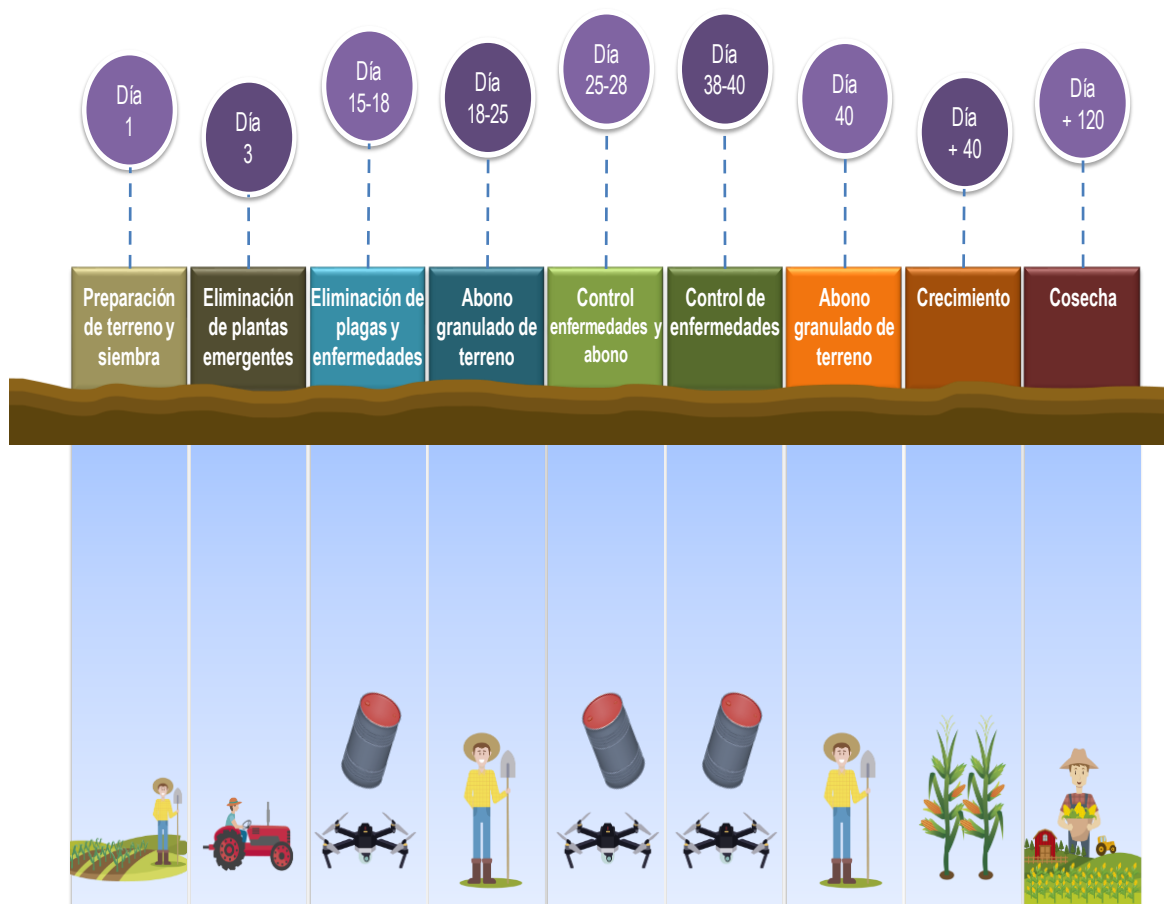 Día
1
Día
3
Día
15-18
Día
18-25
Día
25-28
Día
38-40
Día
40
Día
+ 40
Día
+ 120
Preparación
de terreno y
siembra
Eliminación
de plantas
emergentes
Eliminación de
plagas y
enfermedades
Abono
granulado de
terreno
Control
enfermedades y
abono
Control de
enfermedades
Abono
granulado de
terreno
Crecimiento
Cosecha